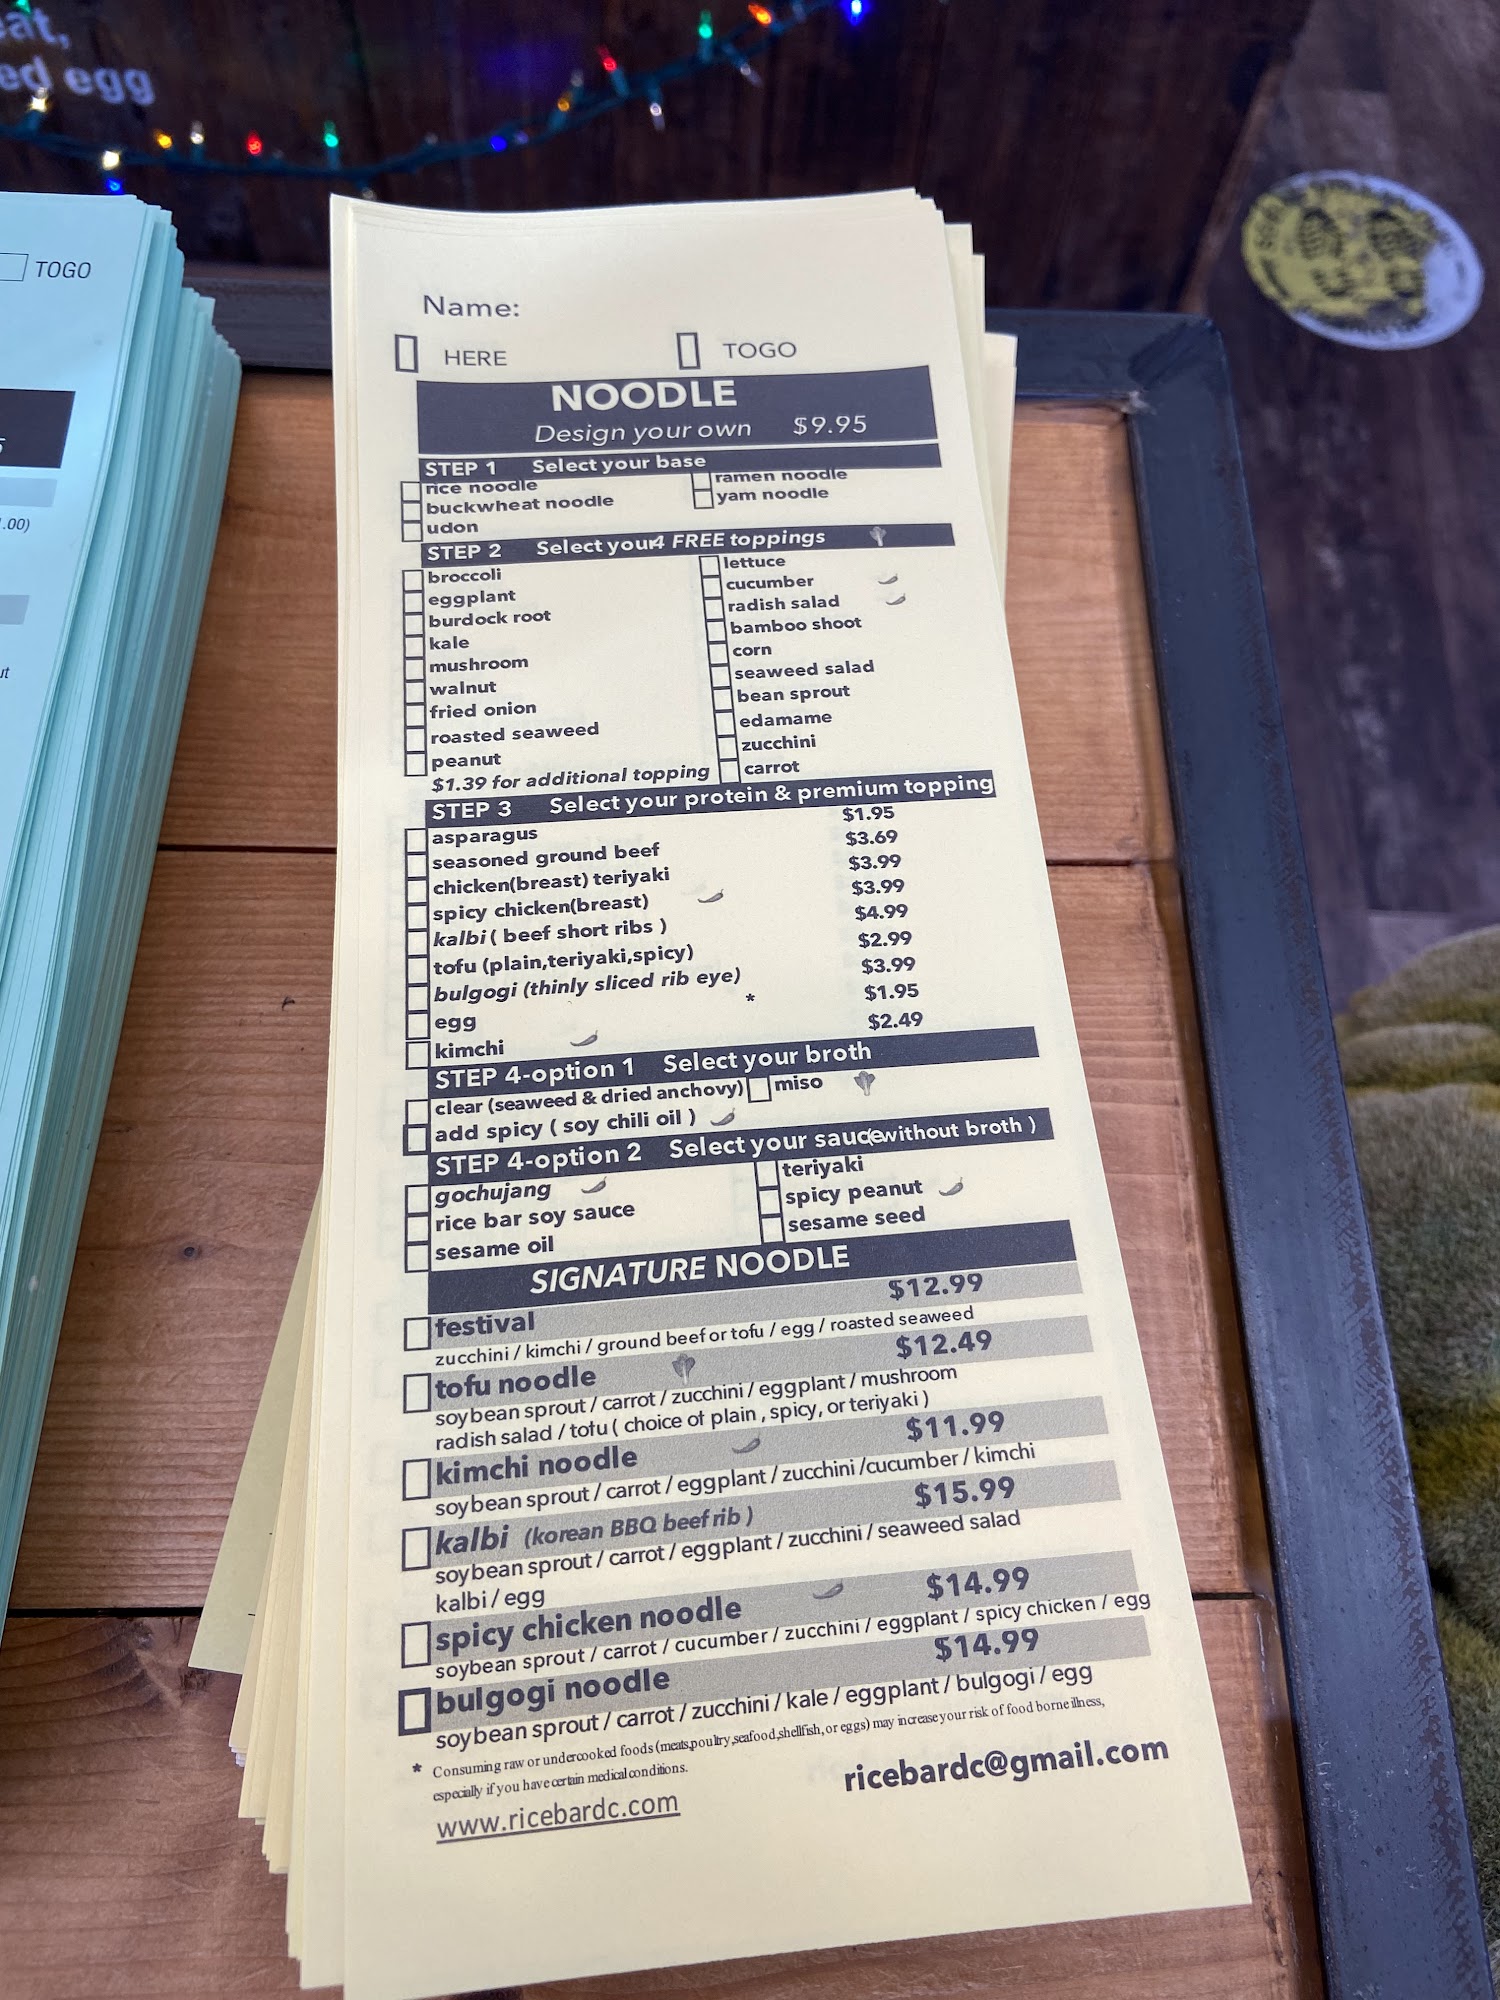 eat,
ed egg
TOGO
.00)
Name:
HERE TOGO
NOODLE
Design your own $9.95
STEP 1 Select your base
rice noodle ramen noodle
buckwheat noodle yam noodle
udon
STEP 2 Select your 4 FREE toppings
broccoli lettuce
eggplant cucumber
burdock root radish salad
kale bamboo shoot
mushroom corn
walnut seaweed salad
fried onion bean sprout
roasted seaweed edamame
peanut zucchini
$1.39 for additional topping carrot
STEP 3 Select your protein & premium topping
asparagus $1.95
seasoned ground beef $3.69
chicken(breast) teriyaki $3.99
spicy chicken(breast) $3.99
kalbi ( beef short ribs ) $4.99
tofu (plain,teriyaki,spicy) $2.99
bulgogi (thinly sliced rib eye) $3.99
egg * $1.95
kimchi $2.49
STEP 4-option 1 Select your broth
clear (seaweed & dried anchovy) miso
add spicy ( soy chili oil )
STEP 4-option 2 Select your sauce(without broth )
gochujang teriyaki
rice bar soy sauce spicy peanut
sesame oil sesame seed
SIGNATURE NOODLE
festival $12.99
zucchini / kimchi / ground beef or tofu / egg / roasted seaweed
tofu noodle $12.49
soybean sprout / carrot / zucchini / eggplant / mushroom
radish salad / tofu ( choice of plain , spicy, or teriyaki )
kimchi noodle $11.99
soybean sprout / carrot / eggplant / zucchini /cucumber / kimchi
kalbi (korean BBQ beef rib ) $15.99
soybean sprout / carrot / eggplant / zucchini / seaweed salad
kalbi / egg
spicy chicken noodle $14.99
soybean sprout / carrot / cucumber / zucchini / eggplant / spicy chicken / egg
bulgogi noodle $14.99
soybean sprout / carrot / zucchini / kale / eggplant / bulgogi / egg
* Consuming raw or undercooked foods (meats,poultry,seafood,shellfish, or eggs) may increase your risk of food borne illness,
especially if you have certain medical conditions.
www.ricebardc.com ricebardc@gmail.com